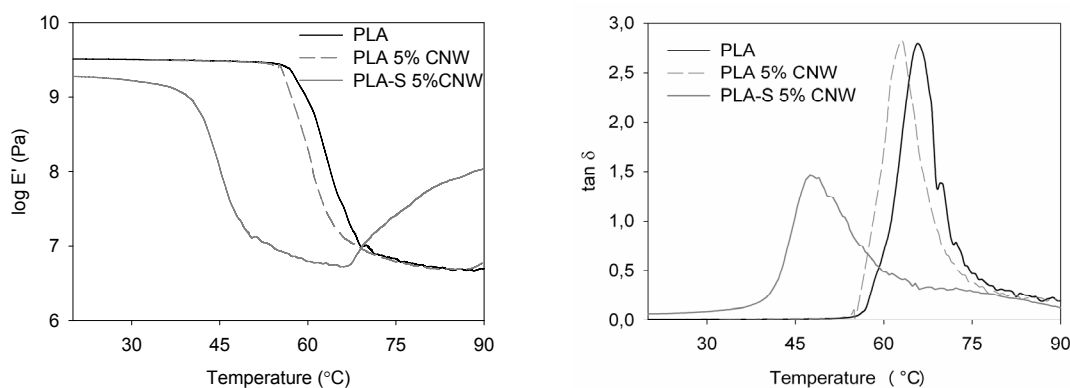 10
9
8
7
6
log E' (Pa)
PLA
PLA 5% CNW
PLA-S 5%CNW
30
45
60
75
90
Temperature (°C)
3,0
2,5
2,0
1,5
1,0
0,5
0,0
tan δ
PLA
PLA 5% CNW
PLA-S 5% CNW
30
45
60
75
90
Temperature ( °C)